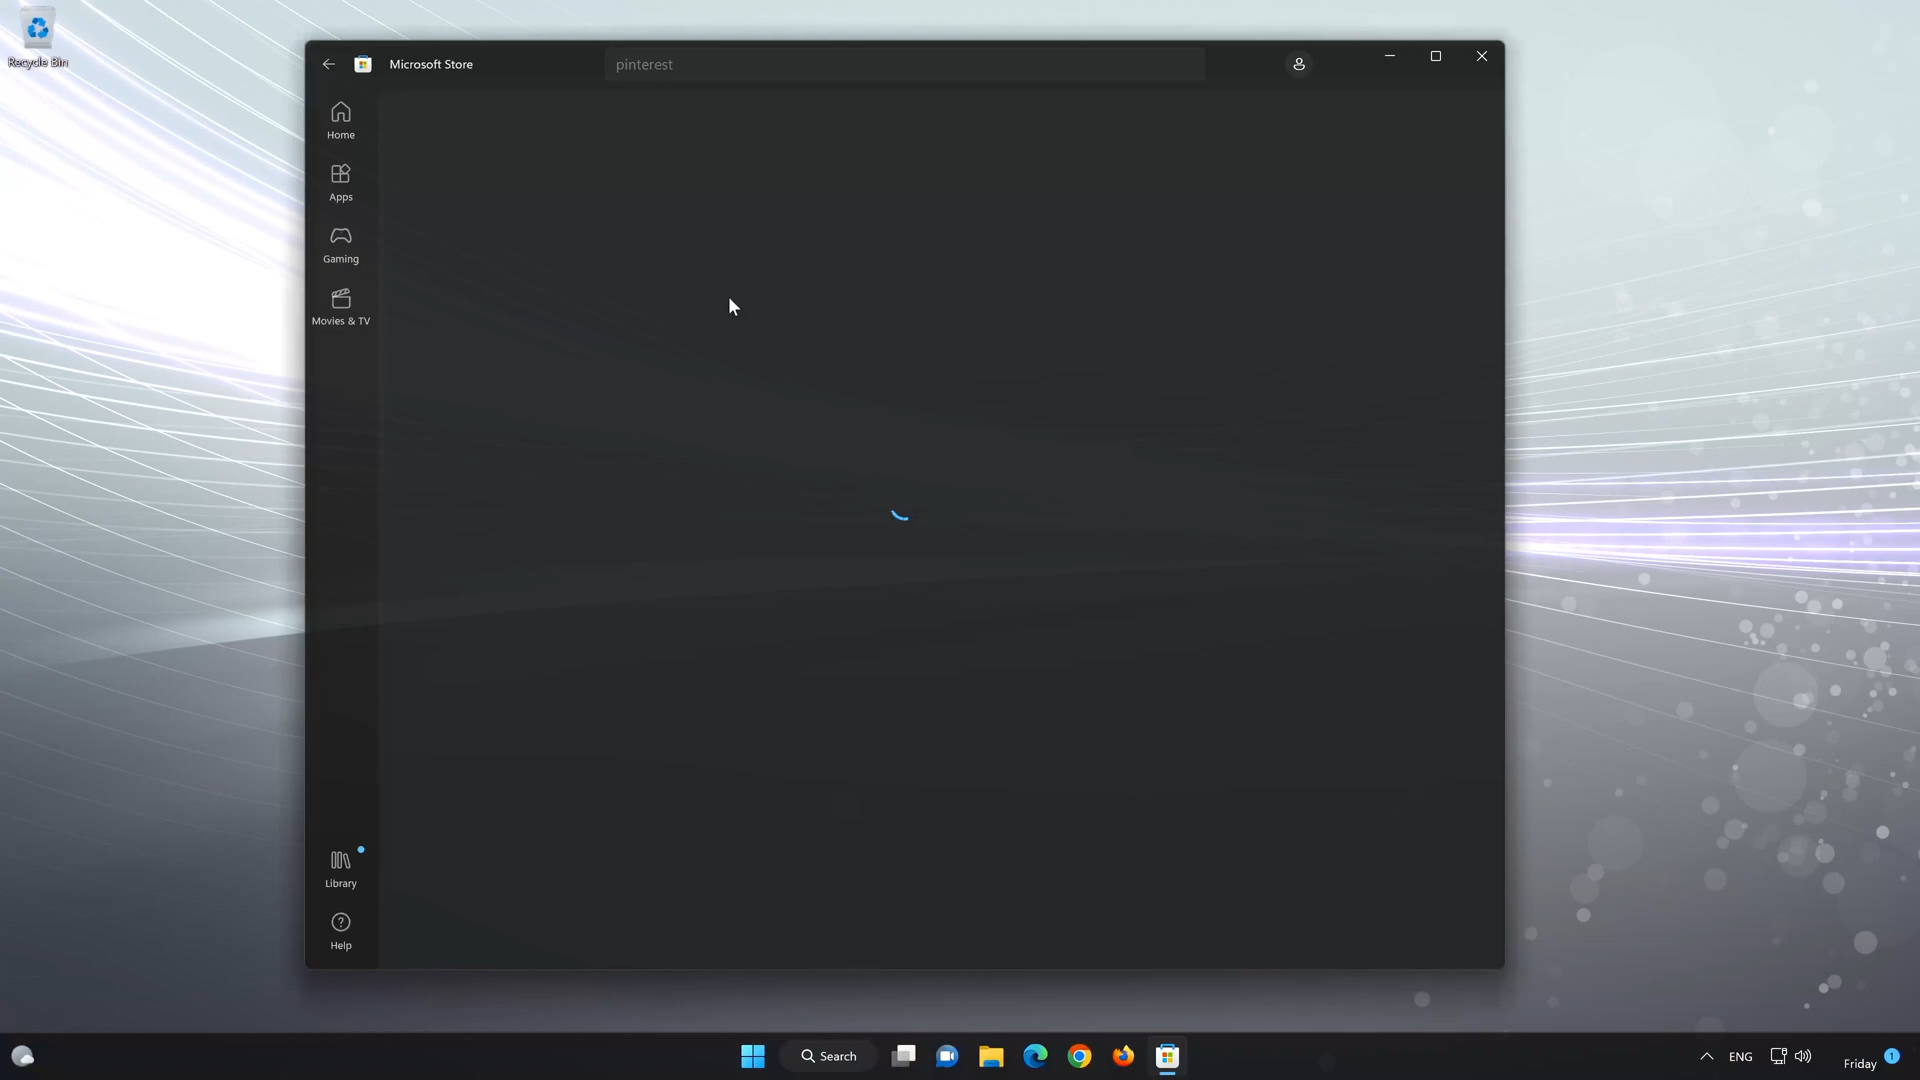 Recycle Bin
Microsoft Store
pinterest
Home
Apps
Gaming
Movies & TV
Library
Help
Search
ENG
Friday
1